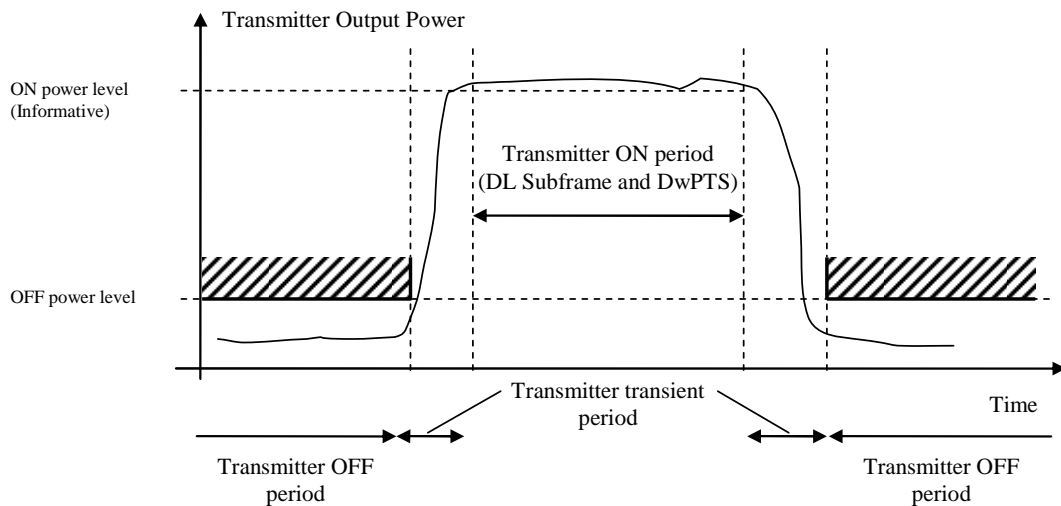 Transmitter Output Power
ON power level
(Informative)
Transmitter ON period
(DL Subframe and DwPTS)
OFF power level
Transmitter transient
period
Time
Transmitter OFF
period
Transmitter OFF
period